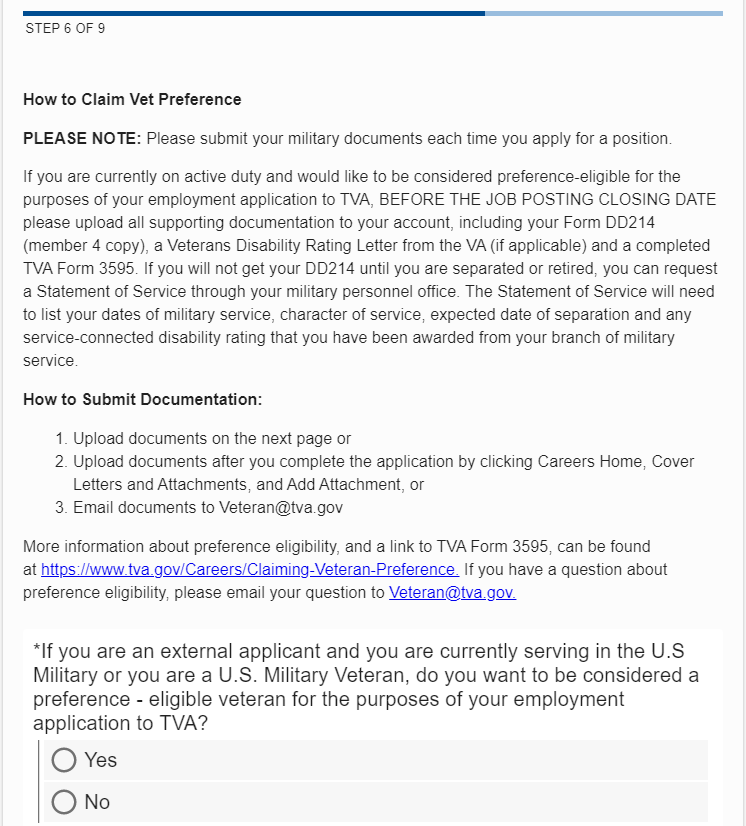 STEP 6 OF 9
How to Claim Vet Preference
PLEASE NOTE: Please submit your military documents each time you apply for a position.
If you are currently on active duty and would like to be considered preference-eligible for the
purposes of your employment application to TVA, BEFORE THE JOB POSTING CLOSING DATE
please upload all supporting documentation to your account, including your Form DD214
(member 4 copy), a Veterans Disability Rating Letter from the VA (if applicable) and a completed
TVA Form 3595. If you will not get your DD214 until you are separated or retired, you can request
a Statement of Service through your military personnel office. The Statement of Service will need
to list your dates of military service, character of service, expected date of separation and any
service-connected disability rating that you have been awarded from your branch of military
service.
How to Submit Documentation:
1. Upload documents on the next page or
2. Upload documents after you complete the application by clicking Careers Home, Cover
Letters and Attachments, and Add Attachment, or
3. Email documents to Veteran@tva.gov
More information about preference eligibility, and a link to TVA Form 3595, can be found
at https://www.tva.gov/Careers/Claiming-Veteran-Preference. If you have a question about
preference eligibility, please email your question to Veteran@tva.gov.
*If you are an external applicant and you are currently serving in the U.S
Military or you are a U.S. Military Veteran, do you want to be considered a
preference - eligible veteran for the purposes of your employment
application to TVA?
Yes
No